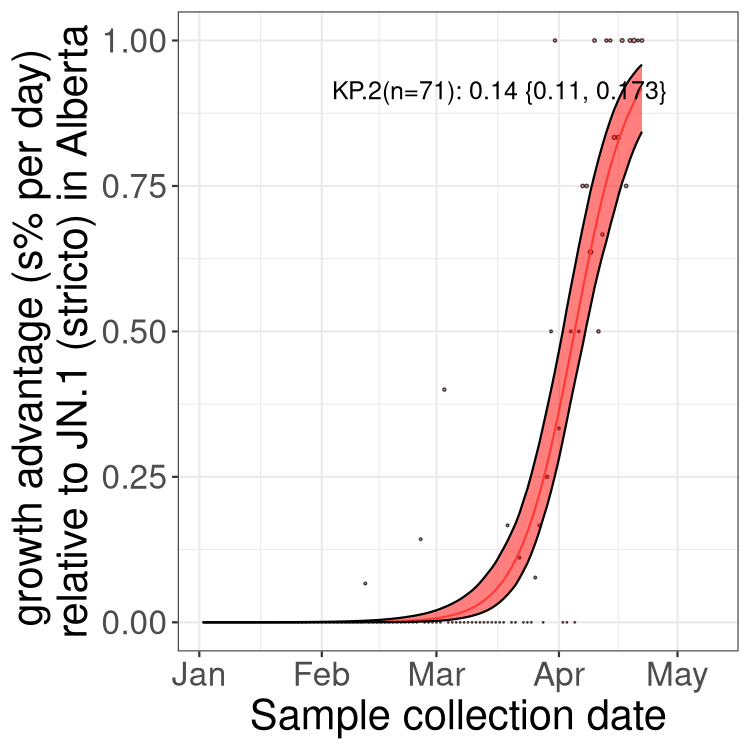 growth advantage (s% per day)
relative to JN.1 (stricto) in Alberta
1.00
0.75
0.50
0.25
0.00
KP.2(n=71): 0.14 {0.11, 0.173}
Jan Feb Mar Apr May
Sample collection date